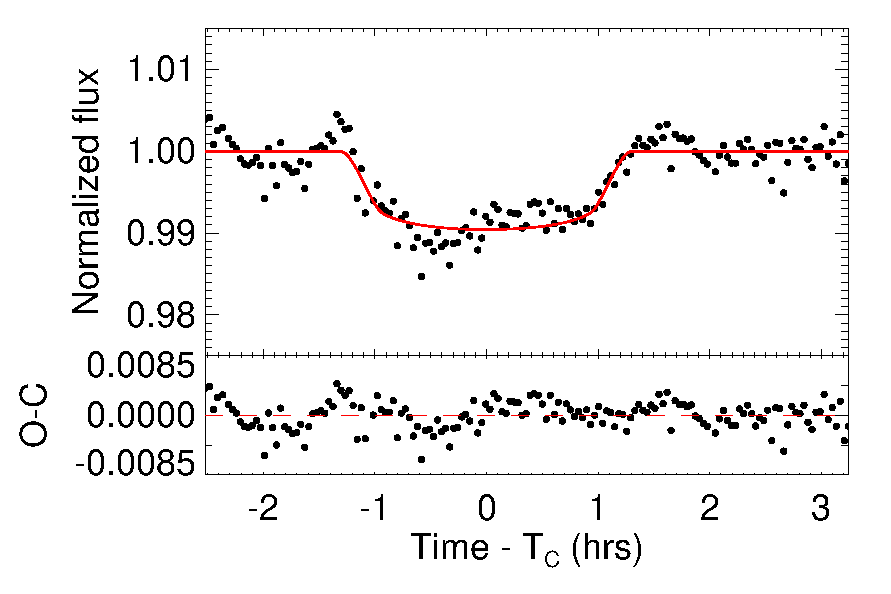 Normalized flux
1.01
1.00
0.99
0.98
O-C
0.0085
0.0000
-0.0085
-2 -1 0 1 2 3
Time - T_C (hrs)